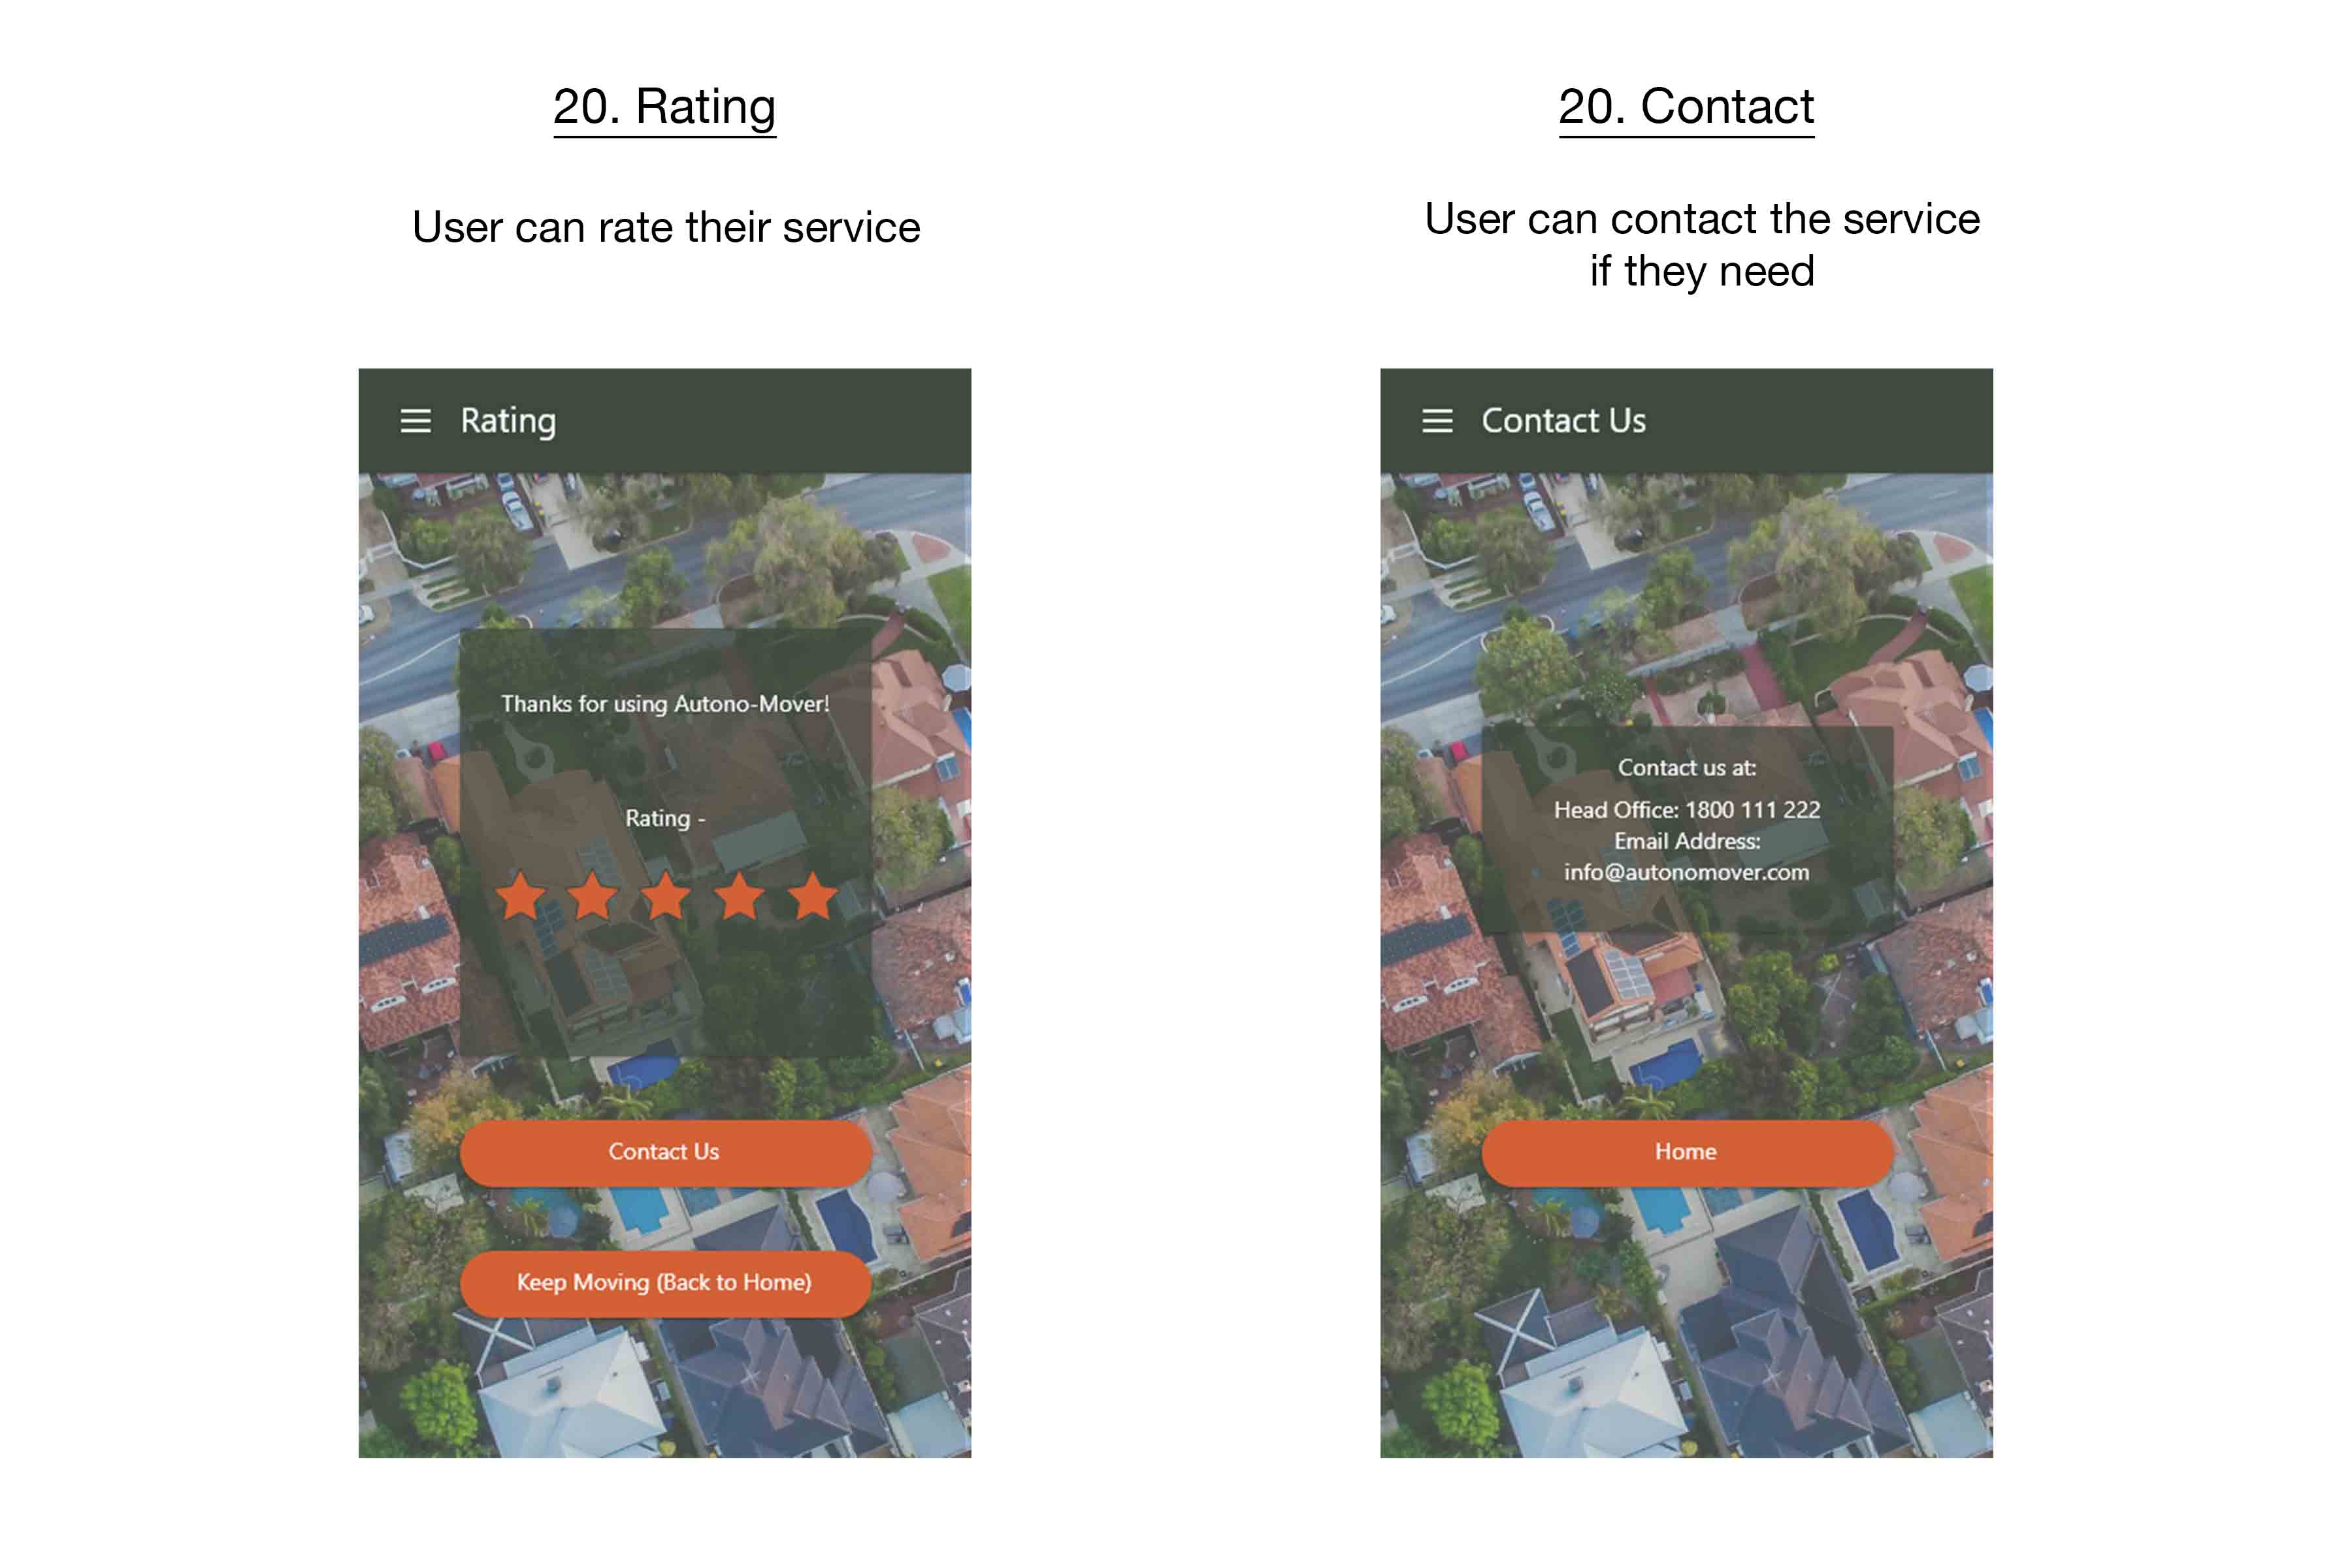 20. Rating
User can rate their service
Rating
Thanks for using Autono-Mover!
Rating -
Contact Us
Keep Moving (Back to Home)
20. Contact
User can contact the service
if they need
Contact Us
Contact us at:
Head Office: 1800 111 222
Email Address:
info@autonomover.com
Home